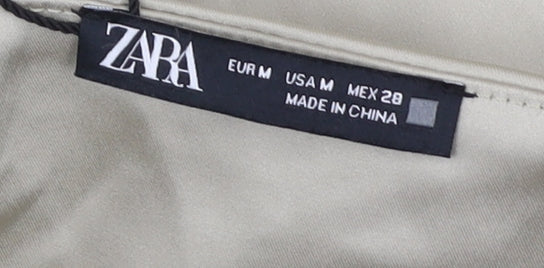 ZARA
EUR M USA M MEX 28
MADE IN CHINA